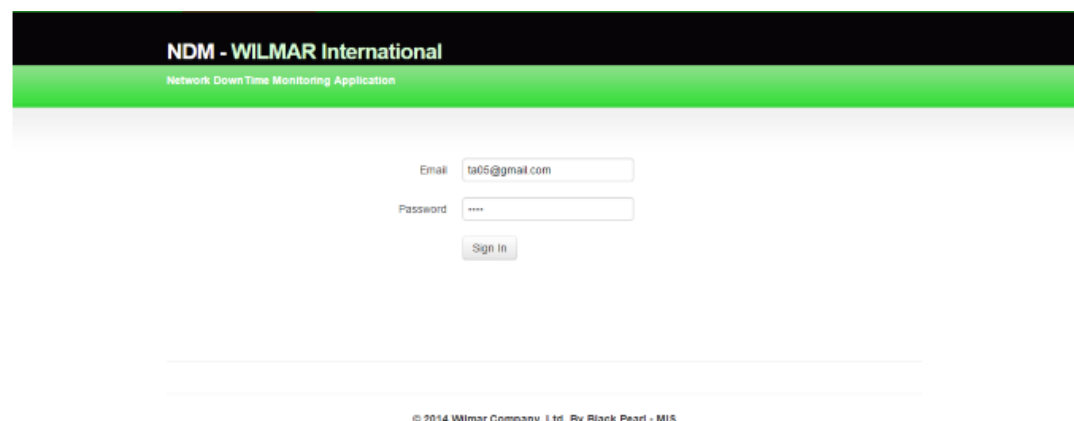 NDM - WILMAR International
Network DownTime Monitoring Application
Email ta05@gmail.com
Password ····
Sign In
© 2014 Wilmar Company, Ltd. By Black Pearl - MIS